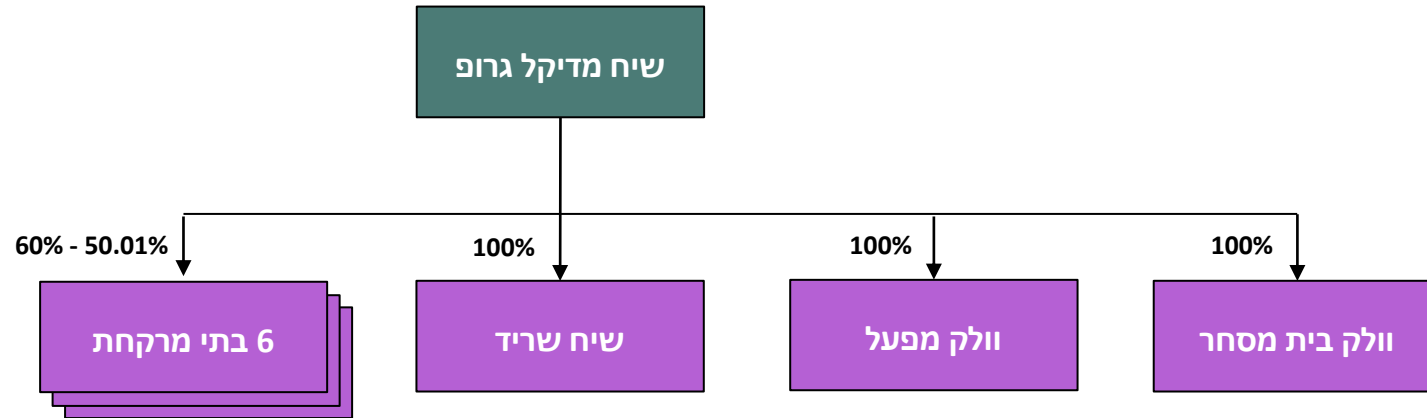 שיח מדיקל גרופ
100%
100%
100%
60% - 50.01%
וולק בית מסחר
וולק מפעל
שיח שריד
6 בתי מרקחת